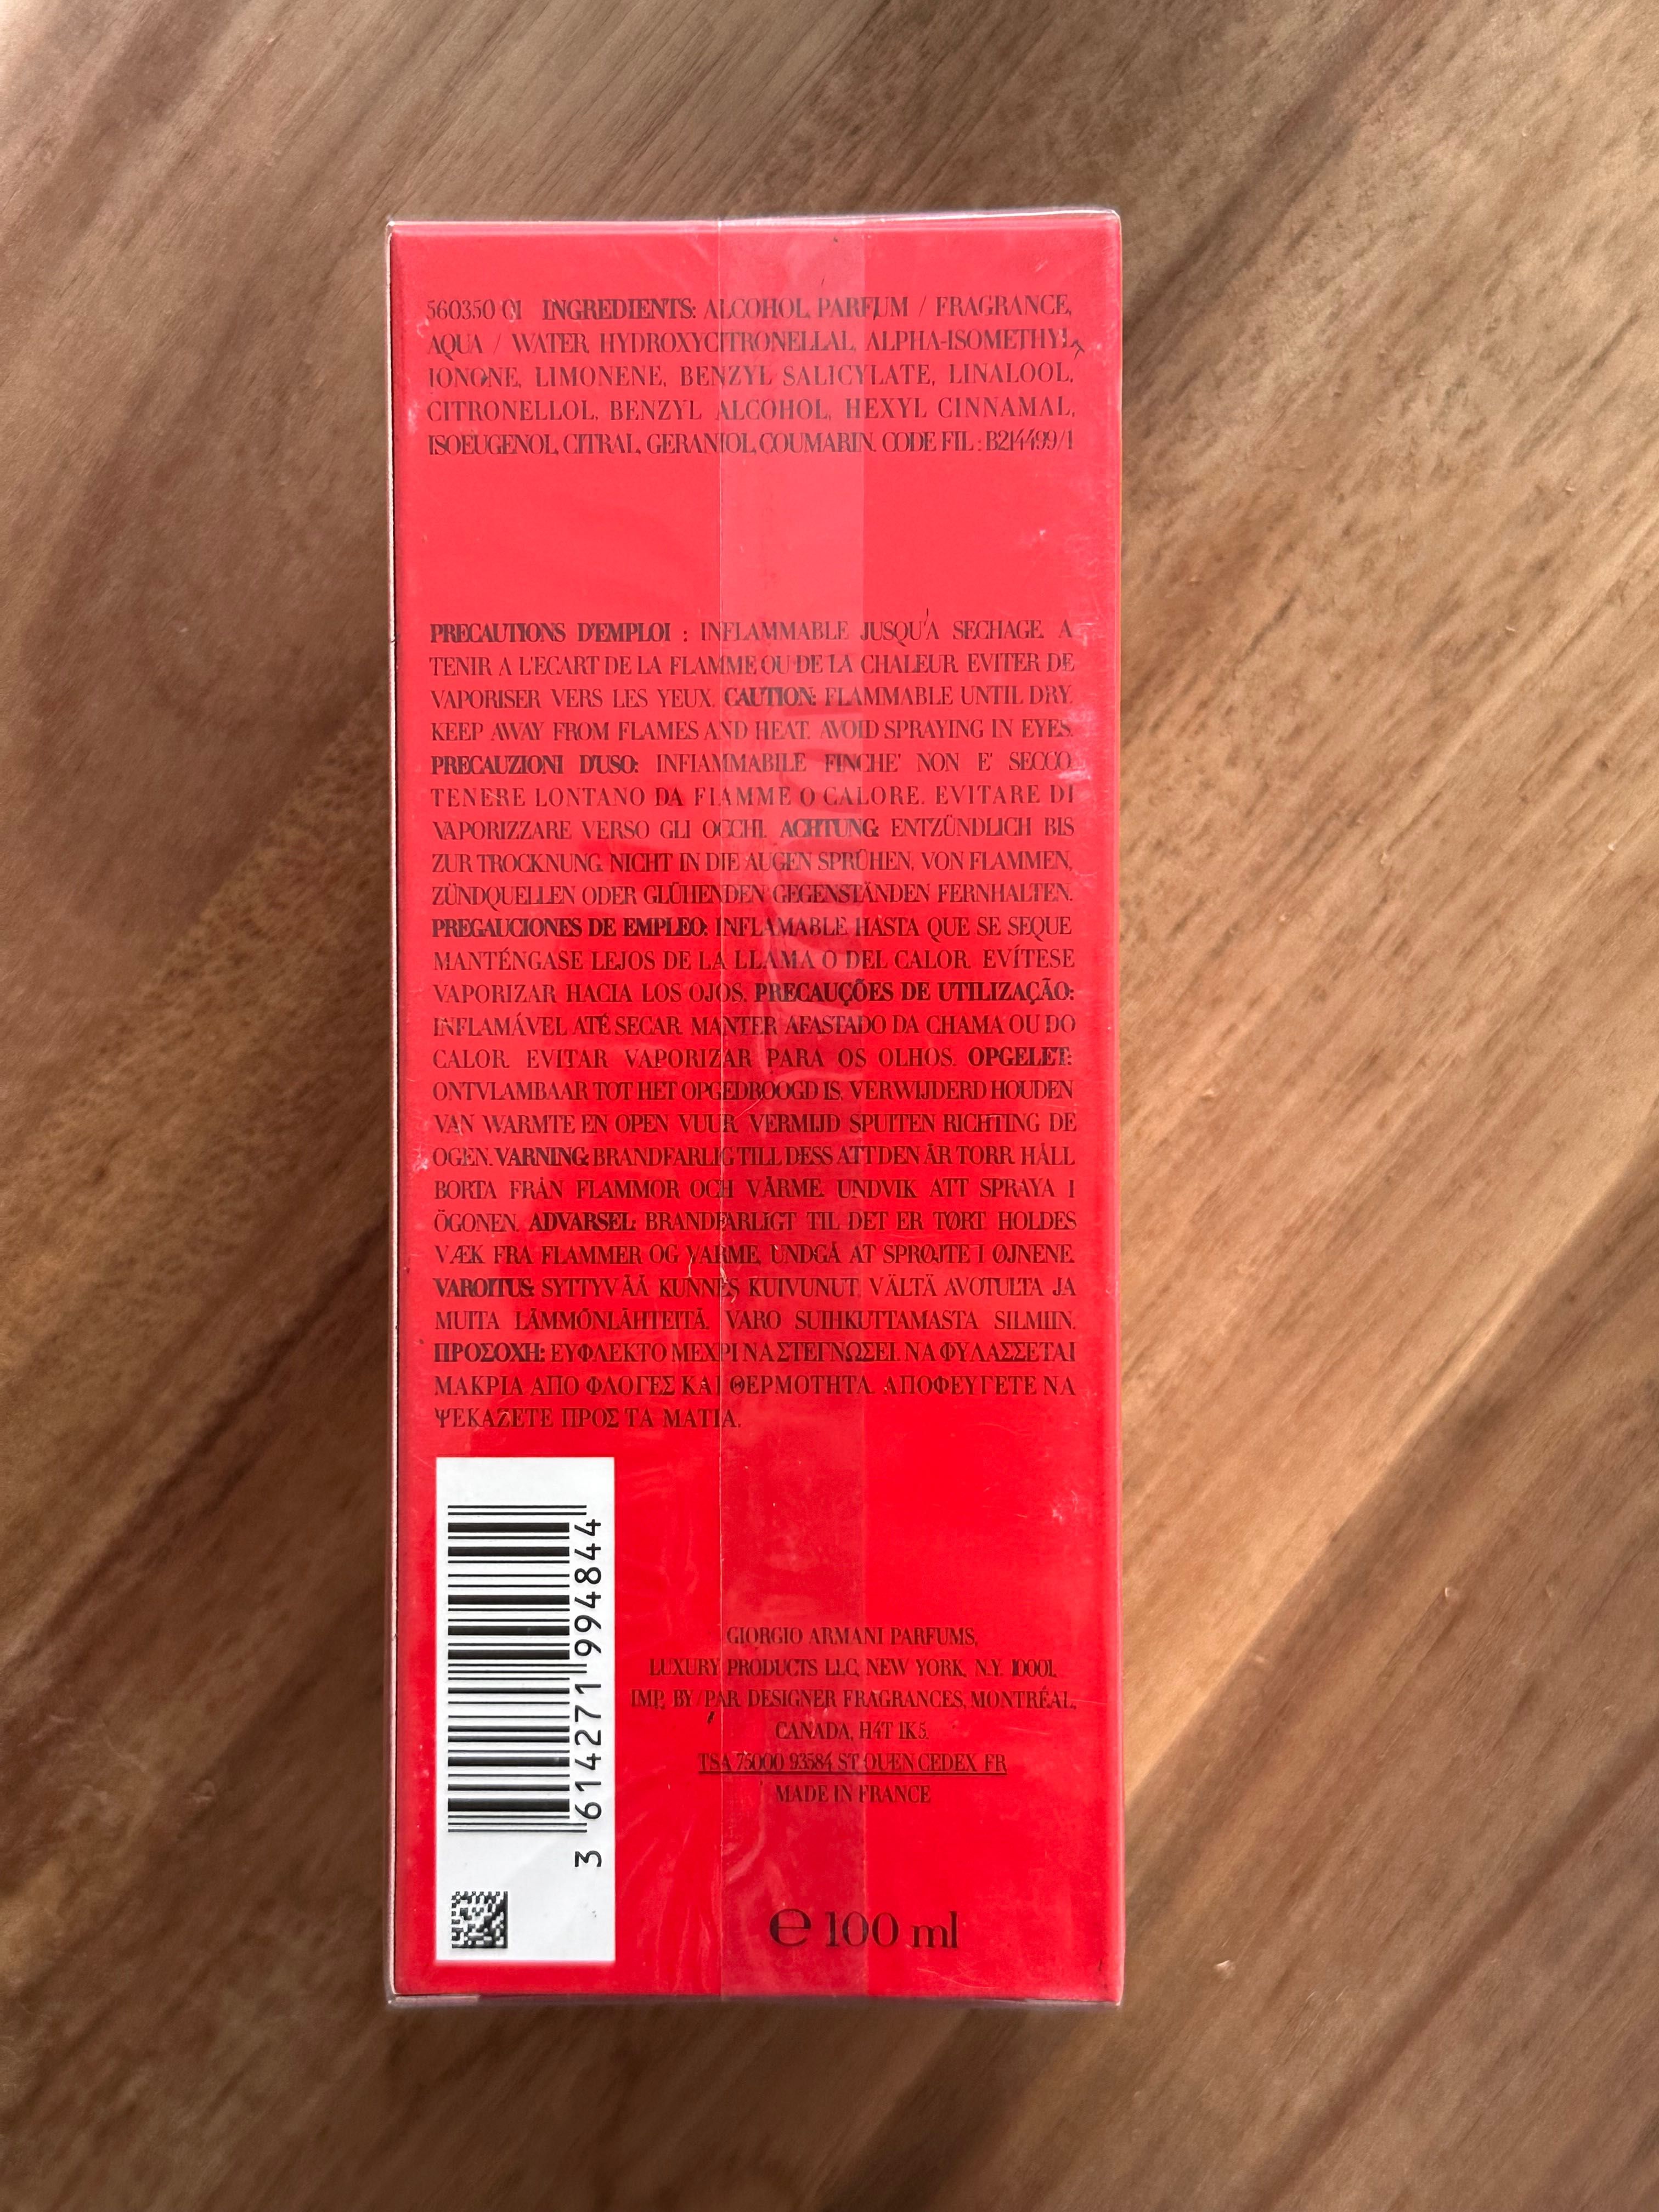 560350 01 INGREDIENTS: ALCOHOL, PARFUM / FRAGRANCE,
AQUA / WATER, HYDROXYCITRONELLAL, ALPHA-ISOMETHYL
IONONE, LIMONENE, BENZYL SALICYLATE, LINALOOL,
CITRONELLOL, BENZYL ALCOHOL, HEXYL CINNAMAL,
ISOEUGENOL, CITRAL, GERANIOL, COUMARIN. CODE FIL : B214499/1
PRECAUTIONS D'EMPLOI : INFLAMMABLE JUSQU'A SECHAGE. A
TENIR A L'ECART DE LA FLAMME OU DE LA CHALEUR. EVITER DE
VAPORISER VERS LES YEUX. CAUTION: FLAMMABLE UNTIL DRY.
KEEP AWAY FROM FLAMES AND HEAT. AVOID SPRAYING IN EYES.
PRECAUZIONI D'USO: INFIAMMABILE FINCHE' NON E' SECCO.
TENERE LONTANO DA FIAMME O CALORE. EVITARE DI
VAPORIZZARE VERSO GLI OCCHI. ACHTUNG: ENTZÜNDLICH BIS
ZUR TROCKNUNG. NICHT IN DIE AUGEN SPRÜHEN, VON FLAMMEN,
ZÜNDQUELLEN ODER GLÜHENDEN GEGENSTÄNDEN FERNHALTEN.
PREGAUCIONES DE EMPLEO: INFLAMABLE HASTA QUE SE SEQUE
MANTÉNGASE LEJOS DE LA LLAMA O DEL CALOR. EVÍTESE
VAPORIZAR HACIA LOS OJOS. PRECAUÇÕES DE UTILIZAÇÃO:
INFLAMÁVEL ATÉ SECAR. MANTER AFASTADO DA CHAMA OU DO
CALOR. EVITAR VAPORIZAR PARA OS OLHOS. OPGELET:
ONTVLAMBAAR TOT HET OPGEDROOGD IS. VERWIJDERD HOUDEN
VAN WARMTE EN OPEN VUUR. VERMIJD SPUITEN RICHTING DE
OGEN. VARNING: BRANDFARLIG TILL DESS ATT DEN ÄR TORR. HÅLL
BORTA FRÅN FLAMMOR OCH VÄRME. UNDVIK ATT SPRAYA I
ÖGONEN. ADVARSEL: BRANDFARLIGT TIL DET ER TØRT. HOLDES
VÆK FRA FLAMMER OG VARME, UNDGÅ AT SPRØJTE I ØJNENE.
VAROITUS: SYTTYVÄÄ KUNNES KUIVUNUT. VÄLTÄ AVOTULTA JA
MUITA LÄMMÖNLÄHTEITÄ. VARO SUIHKUTTAMASTA SILMIIN.
ΠΡΟΣΟΧΗ: ΕΥΦΛΕΚΤΟ ΜΕΧΡΙ ΝΑ ΣΤΕΓΝΩΣΕΙ. ΝΑ ΦΥΛΑΣΣΕΤΑΙ
ΜΑΚΡΙΑ ΑΠΟ ΦΛΟΓΕΣ ΚΑΙ ΘΕΡΜΟΤΗΤΑ. ΑΠΟΦΕΥΓΕΤΕ ΝΑ
ΨΕΚΑΖΕΤΕ ΠΡΟΣ ΤΑ ΜΑΤΙΑ.
3 614271 994844
GIORGIO ARMANI PARFUMS,
LUXURY PRODUCTS LLC, NEW YORK, N.Y. 10001.
IMP. BY / PAR DESIGNER FRAGRANCES, MONTRÉAL,
CANADA, H4T 1K5.
TSA 75000 93584 ST OUEN CEDEX FR
MADE IN FRANCE
℮ 100 ml